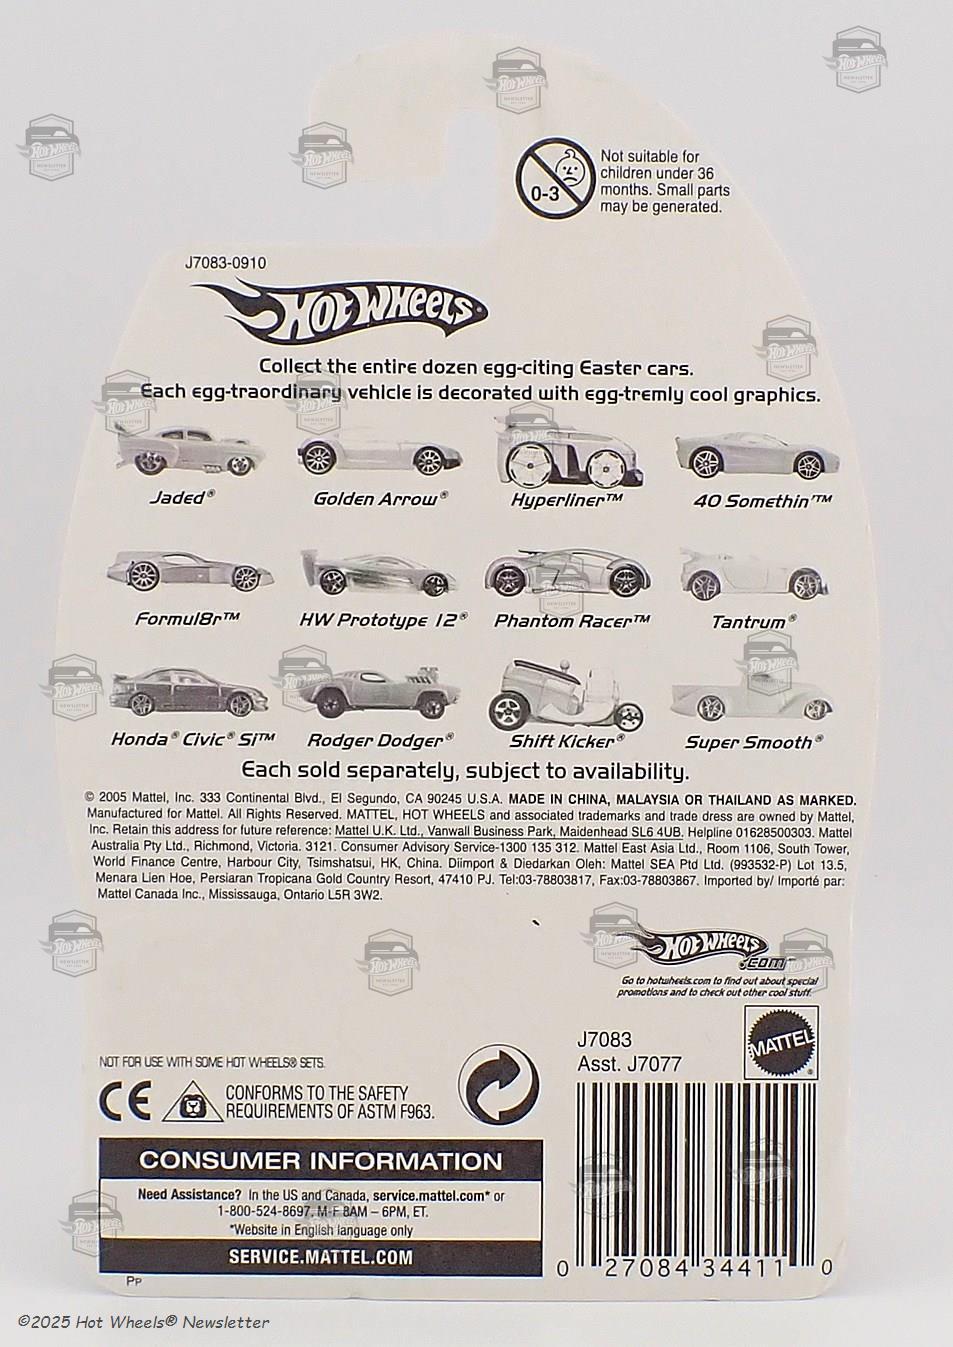 0-3
Not suitable for
children under 36
months. Small parts
may be generated.
J7083-0910
HOT WHEELS
Collect the entire dozen egg-citing Easter cars.
Each egg-traordinary vehicle is decorated with egg-tremly cool graphics.
Jaded® Golden Arrow® Hyperliner™ 40 Somethin'™
Formul8r™ HW Prototype 12® Phantom Racer™ Tantrum®
Honda® Civic® Si™ Rodger Dodger® Shift Kicker® Super Smooth®
Each sold separately, subject to availability.
© 2005 Mattel, Inc. 333 Continental Blvd., El Segundo, CA 90245 U.S.A. MADE IN CHINA, MALAYSIA OR THAILAND AS MARKED.
Manufactured for Mattel. All Rights Reserved. MATTEL, HOT WHEELS and associated trademarks and trade dress are owned by Mattel,
Inc. Retain this address for future reference: Mattel U.K. Ltd., Vanwall Business Park, Maidenhead SL6 4UB. Helpline 01628500303. Mattel
Australia Pty Ltd., Richmond, Victoria. 3121. Consumer Advisory Service-1300 135 312. Mattel East Asia Ltd., Room 1106, South Tower,
World Finance Centre, Harbour City, Tsimshatsui, HK, China. Diimport & Diedarkan Oleh: Mattel SEA Ptd Ltd. (993532-P) Lot 13.5,
Menara Lien Hoe, Persiaran Tropicana Gold Country Resort, 47410 PJ. Tel:03-78803817, Fax:03-78803867. Imported by/ Importé par:
Mattel Canada Inc., Mississauga, Ontario L5R 3W2.
HOT WHEELS
.COM™
Go to hotwheels.com to find out about special
promotions and to check out other cool stuff.
J7083
Asst. J7077
MATTEL®
NOT FOR USE WITH SOME HOT WHEELS® SETS.
CE
CONFORMS TO THE SAFETY
REQUIREMENTS OF ASTM F963.
CONSUMER INFORMATION
Need Assistance? In the US and Canada, service.mattel.com* or
1-800-524-8697, M-F 8AM – 6PM, ET.
*Website in English language only
SERVICE.MATTEL.COM
0 27084 34411 0
PP
©2025 Hot Wheels® Newsletter